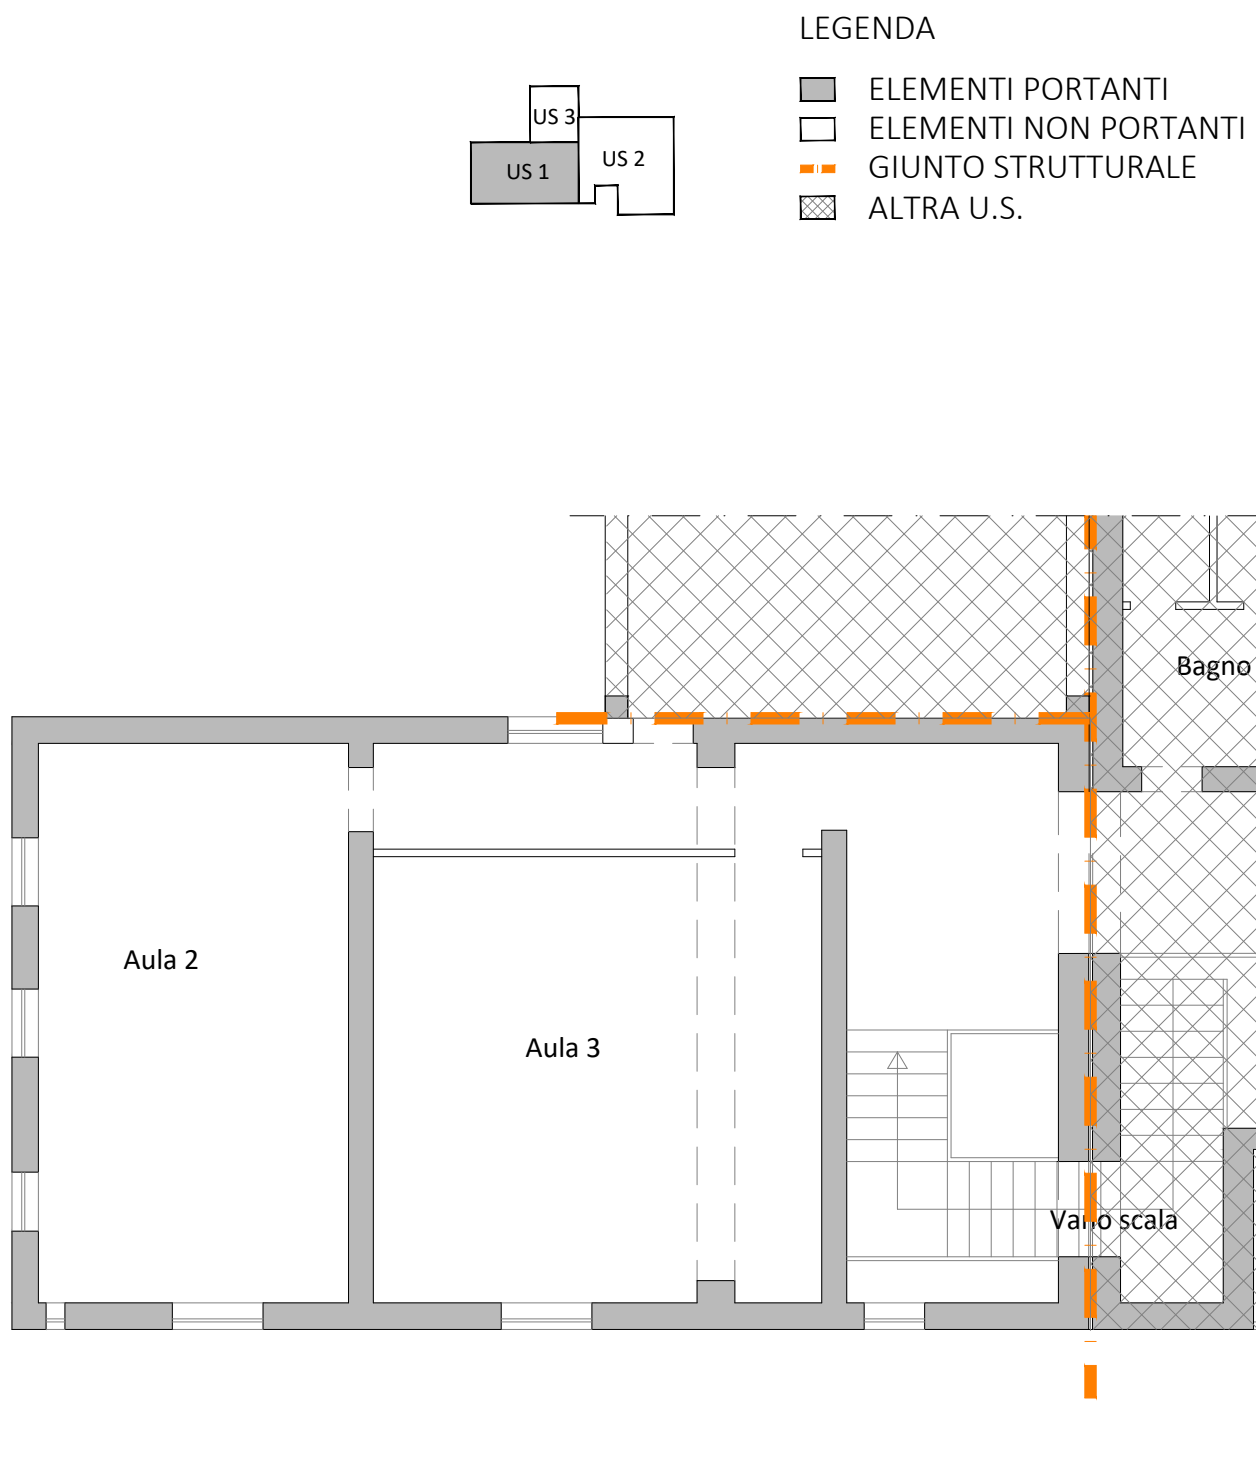 LEGENDA
ELEMENTI PORTANTI
ELEMENTI NON PORTANTI
GIUNTO STRUTTURALE
ALTRA U.S.
US 3
US 2
US 1
Bagno
Aula 2
Aula 3
Vano scala